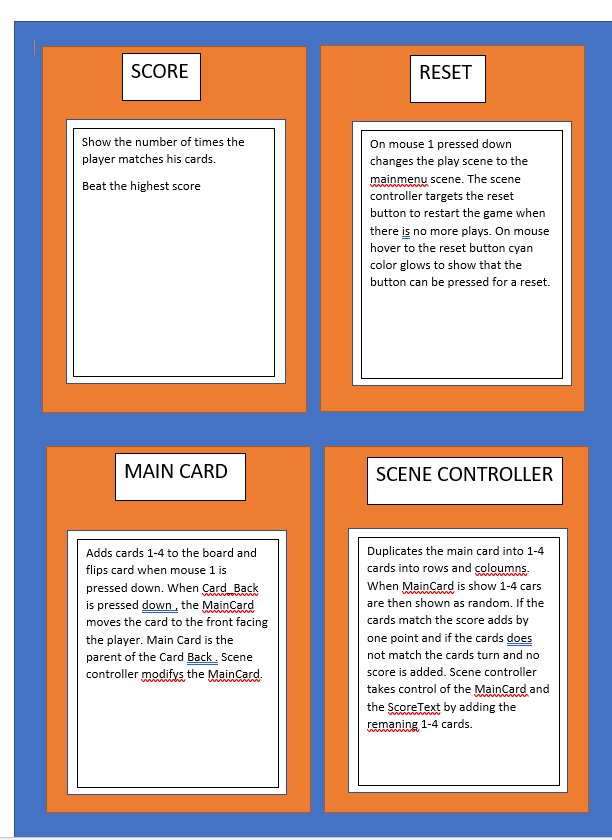 SCORE
Show the number of times the
player matches his cards.
Beat the highest score
RESET
On mouse 1 pressed down
changes the play scene to the
mainmenu scene. The scene
controller targets the reset
button to restart the game when
there is no more plays. On mouse
hover to the reset button cyan
color glows to show that the
button can be pressed for a reset.
MAIN CARD
Adds cards 1-4 to the board and
flips card when mouse 1 is
pressed down. When Card_Back
is pressed down , the MainCard
moves the card to the front facing
the player. Main Card is the
parent of the Card Back . Scene
controller modifys the MainCard.
SCENE CONTROLLER
Duplicates the main card into 1-4
cards into rows and coloumns.
When MainCard is show 1-4 cars
are then shown as random. If the
cards match the score adds by
one point and if the cards does
not match the cards turn and no
score is added. Scene controller
takes control of the MainCard and
the ScoreText by adding the
remaning 1-4 cards.